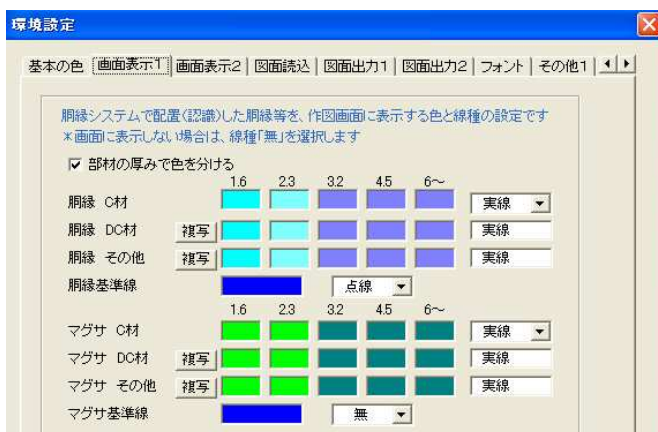 環境設定
基本の色 画面表示1 画面表示2 図面読込 図面出力1 図面出力2 フォント その他1
胴縁システムで配置(認識)した胴縁等を、作図画面に表示する色と線種の設定です
*画面に表示しない場合は、線種「無」を選択します
部材の厚みで色を分ける
1.6 2.3 3.2 4.5 6~
胴縁 C材 実線
胴縁 DC材 複写 実線
胴縁 その他 複写 実線
胴縁基準線 点線
1.6 2.3 3.2 4.5 6~
マグサ C材 実線
マグサ DC材 複写 実線
マグサ その他 複写 実線
マグサ基準線 無